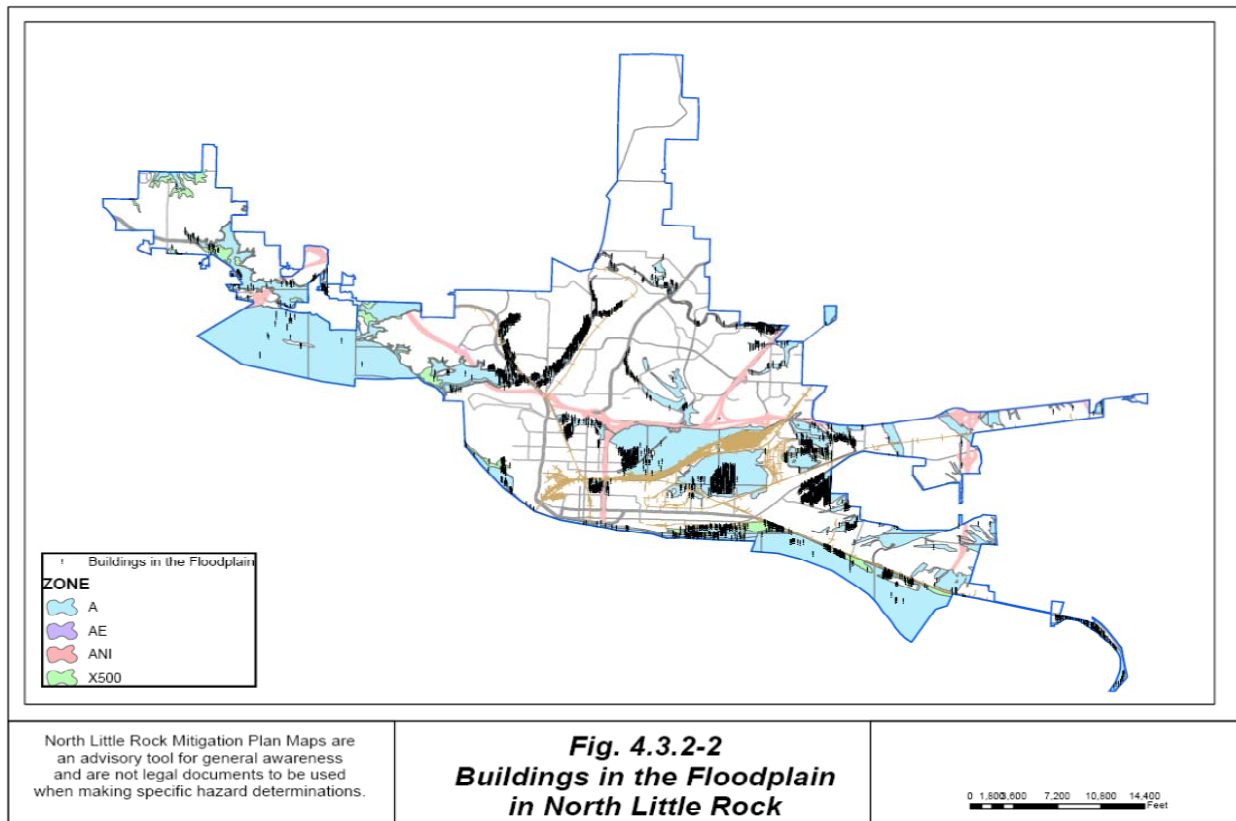 Buildings in the Floodplain
ZONE
A
AE
ANI
X500
North Little Rock Mitigation Plan Maps are
an advisory tool for general awareness
and are not legal documents to be used
when making specific hazard determinations.
Fig. 4.3.2-2
Buildings in the Floodplain
in North Little Rock
0 1,800 3,600 7,200 10,800 14,400
Feet